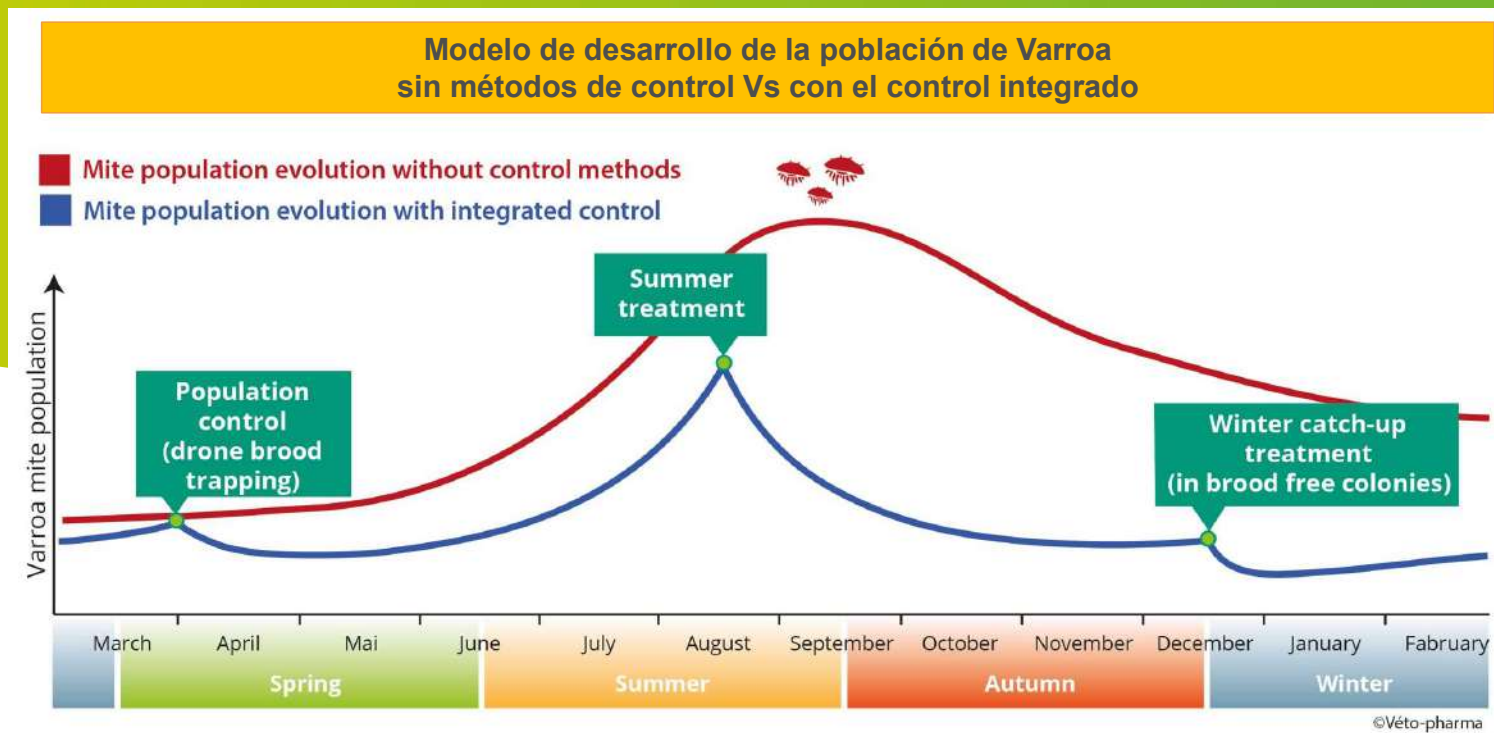 Modelo de desarrollo de la población de Varroa
sin métodos de control Vs con el control integrado
Mite population evolution without control methods
Mite population evolution with integrated control
Varroa mite population
Population
control
(drone brood
trapping)
Summer
treatment
Winter catch-up
treatment
(in brood free colonies)
March April Mai June July August September October November December January Fabruary
Spring Summer Autumn Winter
©Véto-pharma